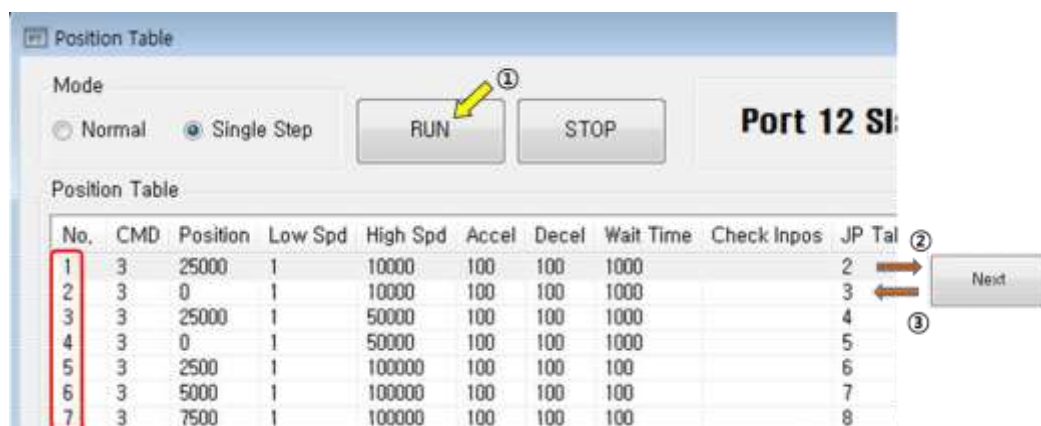 PT Position Table
Mode
①
Normal Single Step RUN STOP Port 12 Sl
Position Table
No. CMD Position Low Spd High Spd Accel Decel Wait Time Check Inpos JP Tal
②
1 3 25000 1 10000 100 100 1000 2
Next
2 3 0 1 10000 100 100 1000 3
③
3 3 25000 1 50000 100 100 1000 4
4 3 0 1 50000 100 100 1000 5
5 3 2500 1 100000 100 100 100 6
6 3 5000 1 100000 100 100 100 7
7 3 7500 1 100000 100 100 100 8